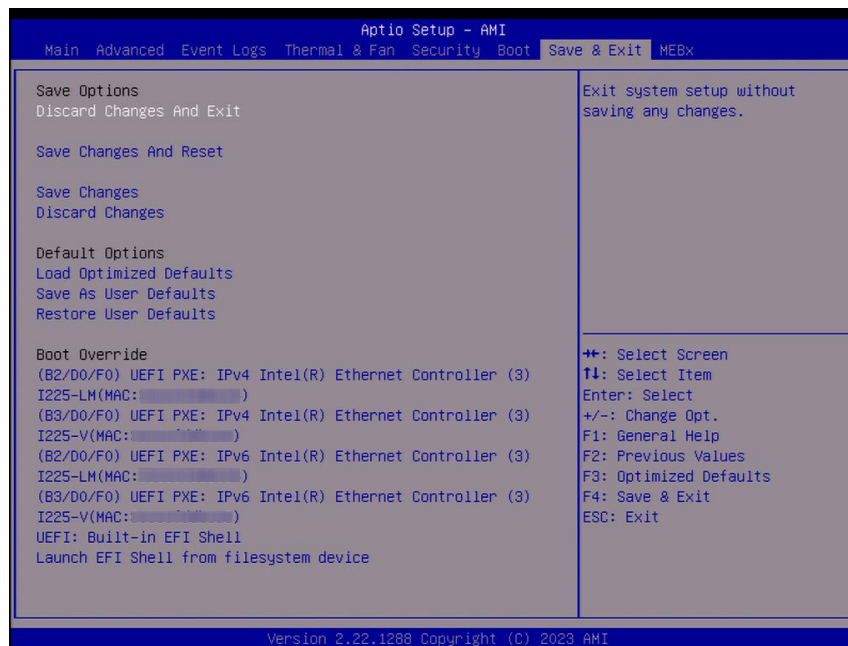 Aptio Setup – AMI
Main Advanced Event Logs Thermal & Fan Security Boot Save & Exit MEBx
Save Options
Discard Changes And Exit
Save Changes And Reset
Save Changes
Discard Changes
Default Options
Load Optimized Defaults
Save As User Defaults
Restore User Defaults
Boot Override
(B2/D0/F0) UEFI PXE: IPv4 Intel(R) Ethernet Controller (3)
I225-LM(MAC: )
(B3/D0/F0) UEFI PXE: IPv4 Intel(R) Ethernet Controller (3)
I225-V(MAC: )
(B2/D0/F0) UEFI PXE: IPv6 Intel(R) Ethernet Controller (3)
I225-LM(MAC: )
(B3/D0/F0) UEFI PXE: IPv6 Intel(R) Ethernet Controller (3)
I225-V(MAC: )
UEFI: Built-in EFI Shell
Launch EFI Shell from filesystem device
Exit system setup without
saving any changes.
→←: Select Screen
↑↓: Select Item
Enter: Select
+/-: Change Opt.
F1: General Help
F2: Previous Values
F3: Optimized Defaults
F4: Save & Exit
ESC: Exit
Version 2.22.1288 Copyright (C) 2023 AMI